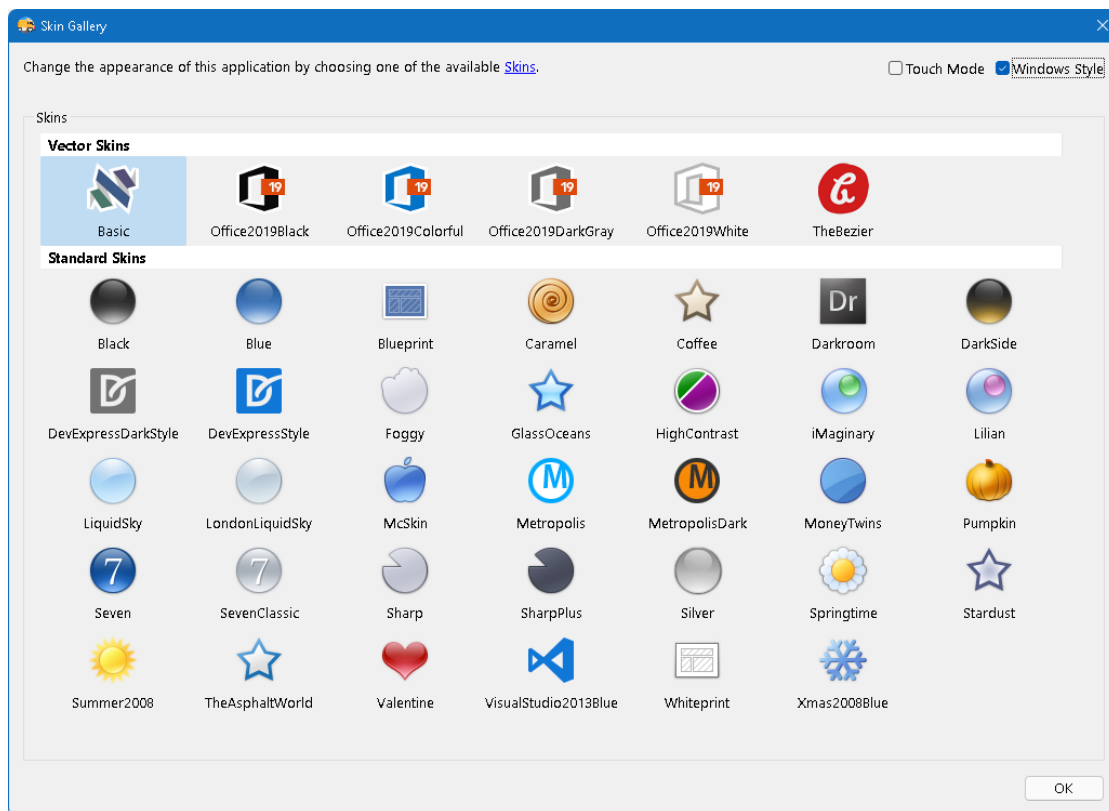 Skin Gallery
Change the appearance of this application by choosing one of the available Skins.
Touch Mode Windows Style
Skins
Vector Skins
19 19 19 19
Basic Office2019Black Office2019Colorful Office2019DarkGray Office2019White TheBezier
Standard Skins
Dr
Black Blue Blueprint Caramel Coffee Darkroom DarkSide
DevExpressDarkStyle DevExpressStyle Foggy GlassOceans HighContrast iMaginary Lilian
M M
LiquidSky LondonLiquidSky McSkin Metropolis MetropolisDark MoneyTwins Pumpkin
7 7
Seven SevenClassic Sharp SharpPlus Silver Springtime Stardust
Summer2008 TheAsphaltWorld Valentine VisualStudio2013Blue Whiteprint Xmas2008Blue
OK